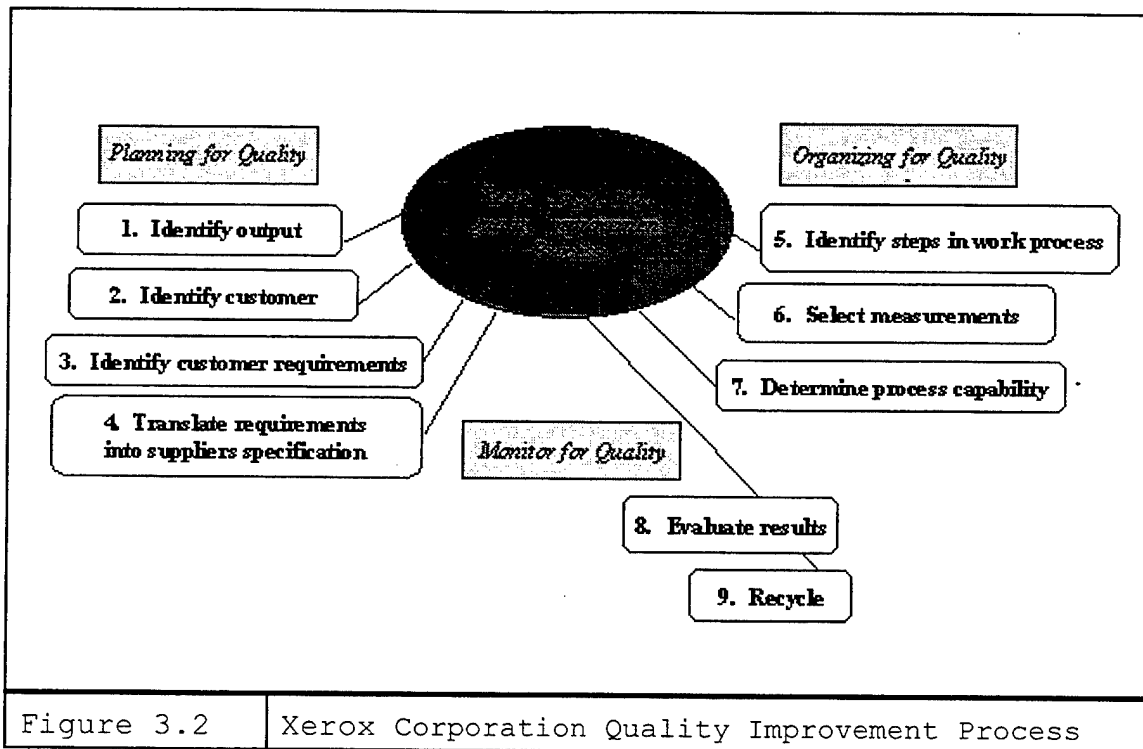 Planning for Quality
1. Identify output
2. Identify customer
3. Identify customer requirements
4. Translate requirements
into suppliers specification
Organizing for Quality
5. Identify steps in work process
6. Select measurements
7. Determine process capability
Monitor for Quality
8. Evaluate results
9. Recycle
Figure 3.2
Xerox Corporation Quality Improvement Process